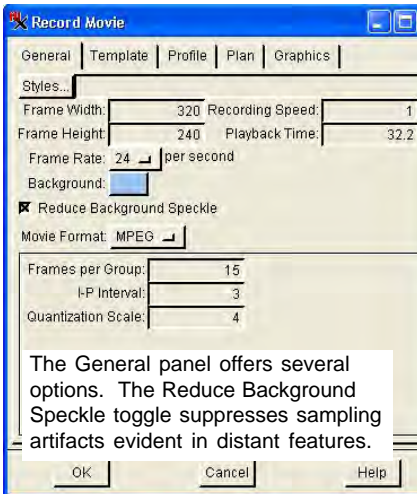 Record Movie
General Template Profile Plan Graphics
Styles...
Frame Width: 320 Recording Speed: 1
Frame Height: 240 Playback Time: 32.2
Frame Rate: 24 per second
Background:
Reduce Background Speckle
Movie Format: MPEG
Frames per Group: 15
I-P Interval: 3
Quantization Scale: 4
The General panel offers several
options. The Reduce Background
Speckle toggle suppresses sampling
artifacts evident in distant features.
OK Cancel Help